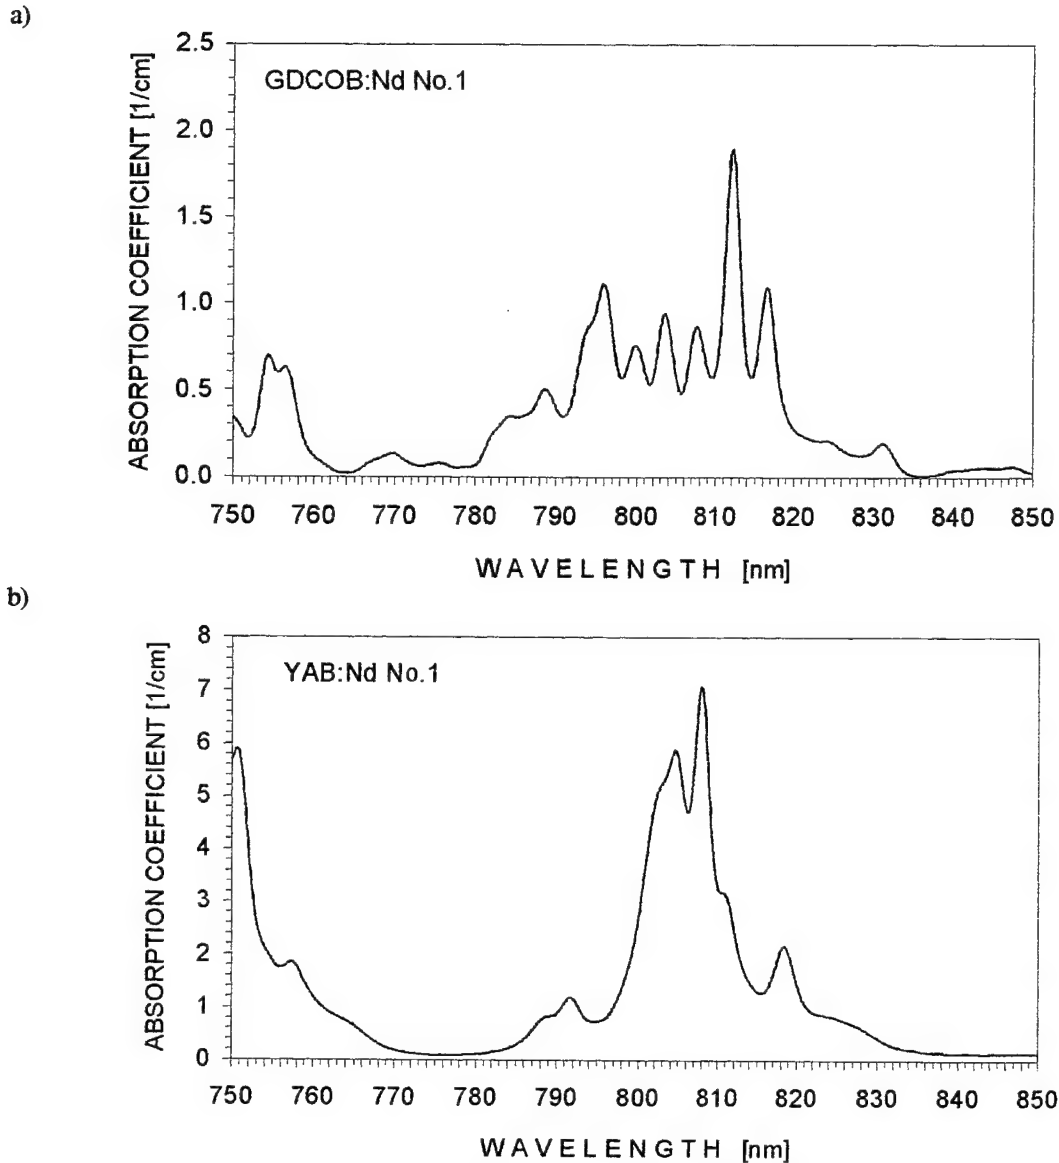 a)
ABSORPTION COEFFICIENT [1/cm]
2.5
2.0
1.5
1.0
0.5
0.0
GDCOB:Nd No.1
750 760 770 780 790 800 810 820 830 840 850
WAVELENGTH [nm]
b)
ABSORPTION COEFFICIENT [1/cm]
8
7
6
5
4
3
2
1
0
YAB:Nd No.1
750 760 770 780 790 800 810 820 830 840 850
WAVELENGTH [nm]